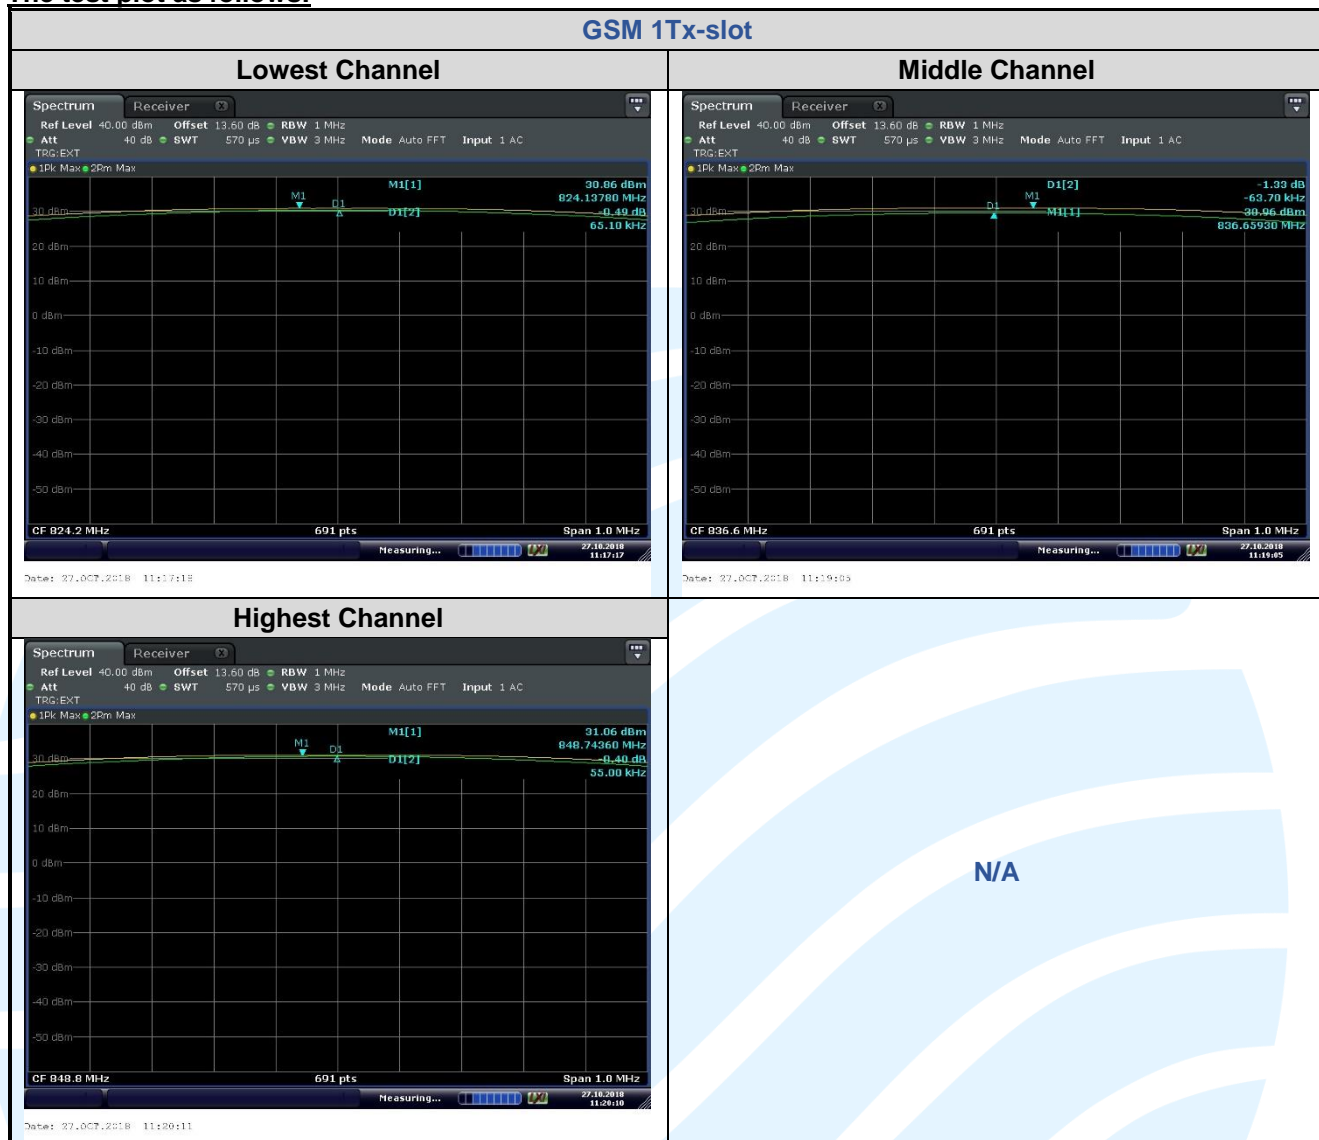 The test plot as follows:
GSM 1Tx-slot
Lowest Channel
Spectrum Receiver
Ref Level 40.00 dBm Offset 13.60 dB RBW 1 MHz
Att 40 dB SWT 570 µs VBW 3 MHz Mode Auto FFT Input 1 AC
TRG:EXT
1Pk Max 2Rm Max
M1[1] 30.86 dBm
824.13780 MHz
D1[2] -0.49 dB
65.10 kHz
M1
D1
30 dBm
20 dBm
10 dBm
0 dBm
-10 dBm
-20 dBm
-30 dBm
-40 dBm
-50 dBm
CF 824.2 MHz 691 pts Span 1.0 MHz
Measuring... 27.10.2018
11:17:17
Date: 27.OCT.2018 11:17:18
Middle Channel
Spectrum Receiver
Ref Level 40.00 dBm Offset 13.60 dB RBW 1 MHz
Att 40 dB SWT 570 µs VBW 3 MHz Mode Auto FFT Input 1 AC
TRG:EXT
1Pk Max 2Rm Max
D1[2] -1.33 dB
-63.70 kHz
M1[1] 30.96 dBm
836.65930 MHz
M1
D1
30 dBm
20 dBm
10 dBm
0 dBm
-10 dBm
-20 dBm
-30 dBm
-40 dBm
-50 dBm
CF 836.6 MHz 691 pts Span 1.0 MHz
Measuring... 27.10.2018
11:19:05
Date: 27.OCT.2018 11:19:05
Highest Channel
Spectrum Receiver
Ref Level 40.00 dBm Offset 13.60 dB RBW 1 MHz
Att 40 dB SWT 570 µs VBW 3 MHz Mode Auto FFT Input 1 AC
TRG:EXT
1Pk Max 2Rm Max
M1[1] 31.06 dBm
848.74360 MHz
D1[2] -0.40 dB
55.00 kHz
M1
D1
30 dBm
20 dBm
10 dBm
0 dBm
-10 dBm
-20 dBm
-30 dBm
-40 dBm
-50 dBm
CF 848.8 MHz 691 pts Span 1.0 MHz
Measuring... 27.10.2018
11:20:10
Date: 27.OCT.2018 11:20:11
N/A